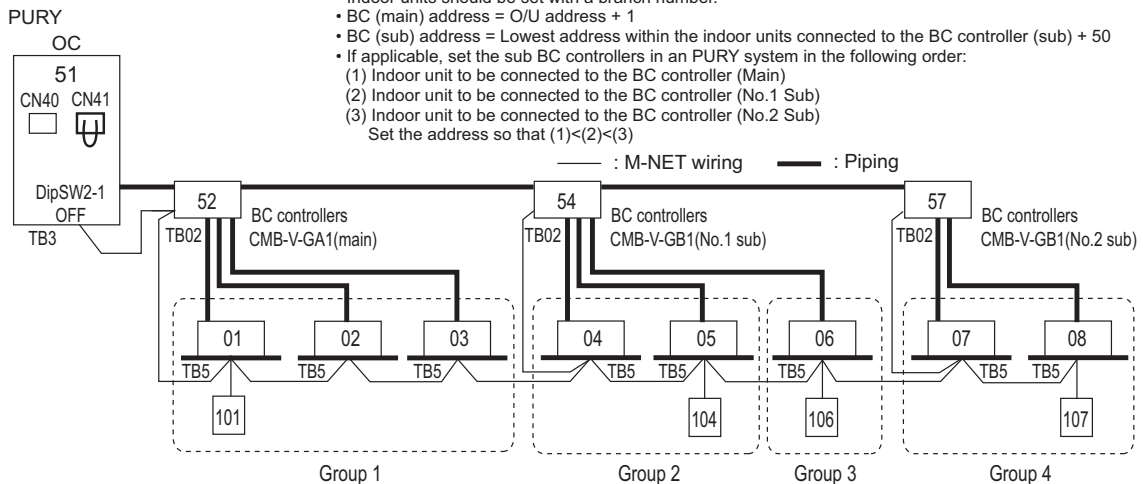 Indoor units should be set with a branch number.
PURY
• BC (main) address = O/U address + 1
• BC (sub) address = Lowest address within the indoor units connected to the BC controller (sub) + 50
• If applicable, set the sub BC controllers in an PURY system in the following order:
(1) Indoor unit to be connected to the BC controller (Main)
(2) Indoor unit to be connected to the BC controller (No.1 Sub)
(3) Indoor unit to be connected to the BC controller (No.2 Sub)
Set the address so that (1)<(2)<(3)
OC
51
CN40 CN41
DipSW2-1
OFF
TB3
: M-NET wiring : Piping
52
TB02
BC controllers
CMB-V-GA1(main)
54
TB02
BC controllers
CMB-V-GB1(No.1 sub)
57
TB02
BC controllers
CMB-V-GB1(No.2 sub)
01 02 03 04 05 06 07 08
TB5 TB5 TB5 TB5 TB5 TB5 TB5 TB5
101 104 106 107
Group 1 Group 2 Group 3 Group 4